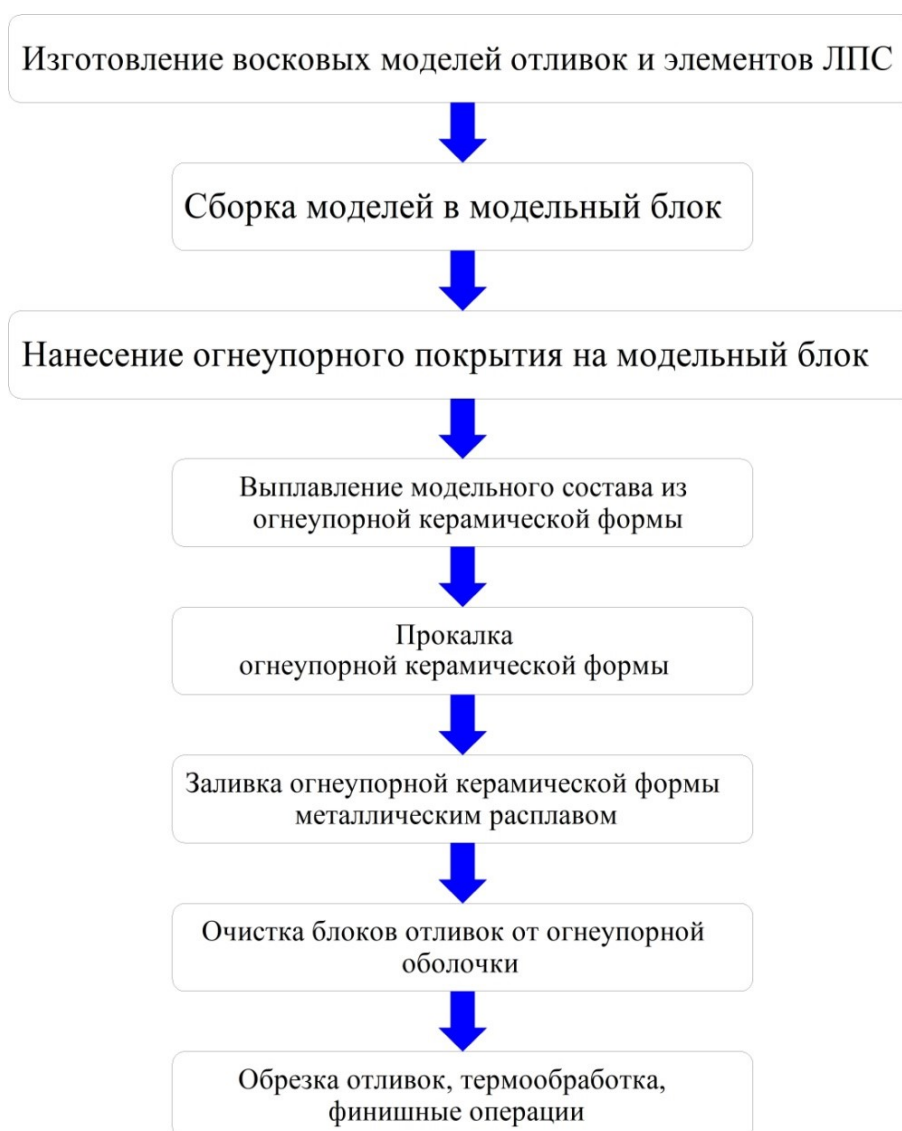 Изготовление восковых моделей отливок и элементов ЛПС
Сборка моделей в модельный блок
Нанесение огнеупорного покрытия на модельный блок
Выплавление модельного состава из
огнеупорной керамической формы
Прокалка
огнеупорной керамической формы
Заливка огнеупорной керамической формы
металлическим расплавом
Очистка блоков отливок от огнеупорной
оболочки
Обрезка отливок, термообработка,
финишные операции